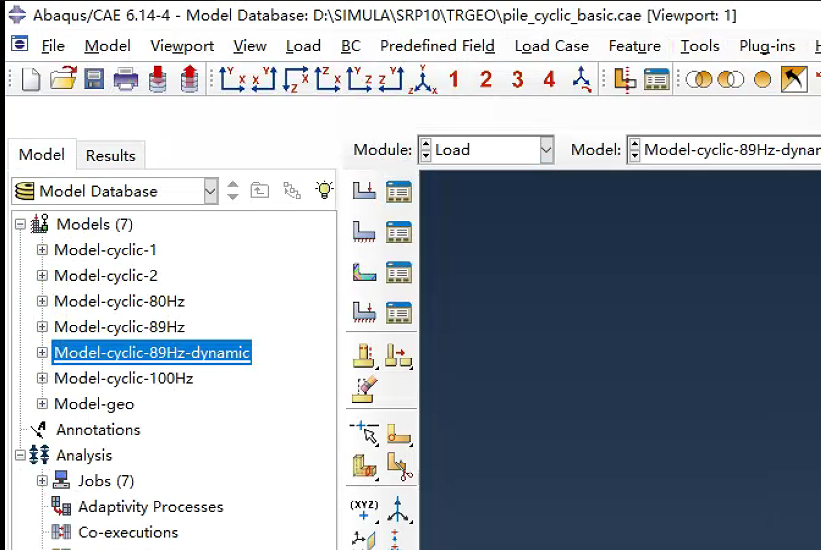 Abaqus/CAE 6.14-4 - Model Database: D:\SIMULA\SRP10\TRGEO\pile_cyclic_basic.cae [Viewport: 1]
File Model Viewport View Load BC Predefined Field Load Case Feature Tools Plug-ins H
1 2 3 4
Model Results
Module: Load Model: Model-cyclic-89Hz-dynar
Model Database
Models (7)
Model-cyclic-1
Model-cyclic-2
Model-cyclic-80Hz
Model-cyclic-89Hz
Model-cyclic-89Hz-dynamic
Model-cyclic-100Hz
Model-geo
Annotations
Analysis
Jobs (7)
Adaptivity Processes
Co-executions
(XYZ)